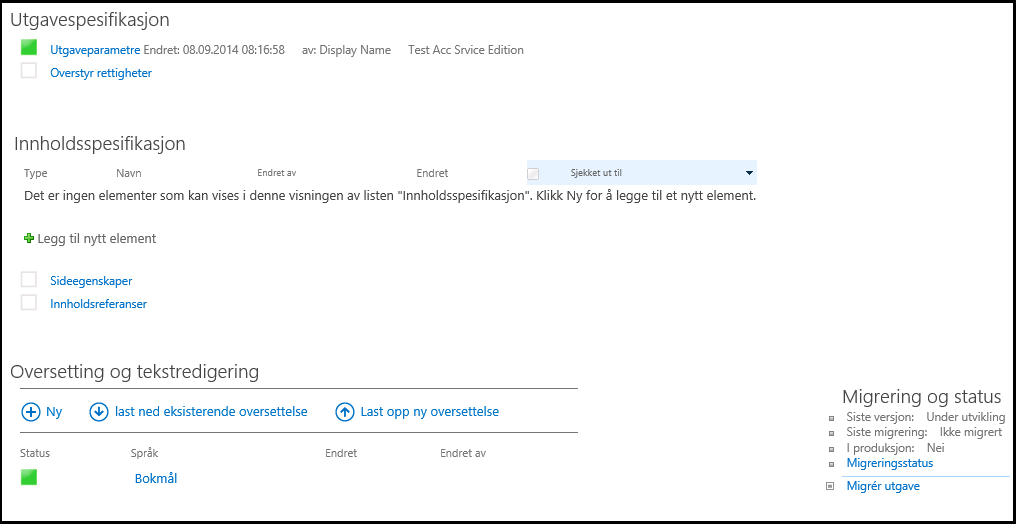 Utgavespesifikasjon
Utgaveparametre Endret: 08.09.2014 08:16:58 av: Display Name Test Acc Srvice Edition
Overstyr rettigheter
Innholdsspesifikasjon
Type Navn Endret av Endret Sjekket ut til
Det er ingen elementer som kan vises i denne visningen av listen "Innholdsspesifikasjon". Klikk Ny for å legge til et nytt element.
Legg til nytt element
Sideegenskaper
Innholdsreferanser
Oversetting og tekstredigering
Ny last ned eksisterende oversettelse Last opp ny oversettelse
Status Språk Endret Endret av
Bokmål
Migrering og status
Siste versjon: Under utvikling
Siste migrering: Ikke migrert
I produksjon: Nei
Migreringsstatus
Migrér utgave